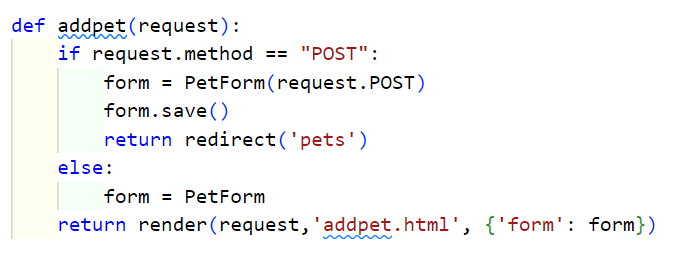 def addpet(request):
    if request.method == "POST":
        form = PetForm(request.POST)
        form.save()
        return redirect('pets')
    else:
        form = PetForm
    return render(request,'addpet.html', {'form': form})